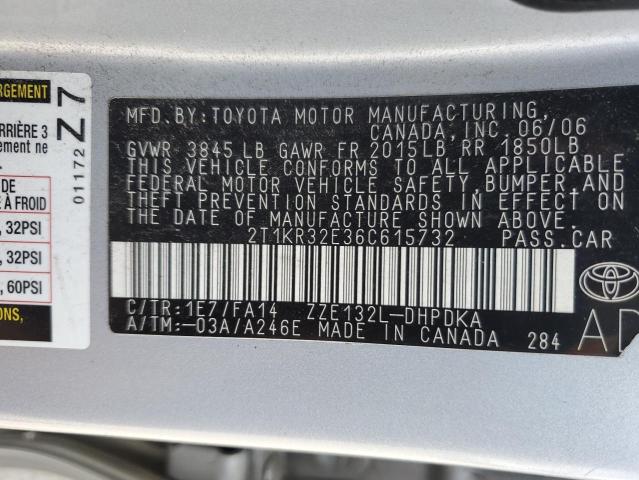 RGEMENT
RRIÈRE 3
ement ne
DE
E À FROID
, 32PSI
, 32PSI
, 60PSI
ONS,
01172 Z 7
MFD.BY:TOYOTA MOTOR MANUFACTURING,
CANADA,INC. 06/06
GVWR 3845 LB GAWR FR 2015LB RR 1850LB
THIS VEHICLE CONFORMS TO ALL APPLICABLE
FEDERAL MOTOR VEHICLE SAFETY,BUMPER,AND
THEFT PREVENTION STANDARDS IN EFFECT ON
THE DATE OF MANUFACTURE SHOWN ABOVE.
2T1KR32E36C615732 PASS.CAR
C/TR:1E7/FA14 ZZE132L-DHPDKA
A/TM:-03A/A246E MADE IN CANADA 284
TOYOTA
AD